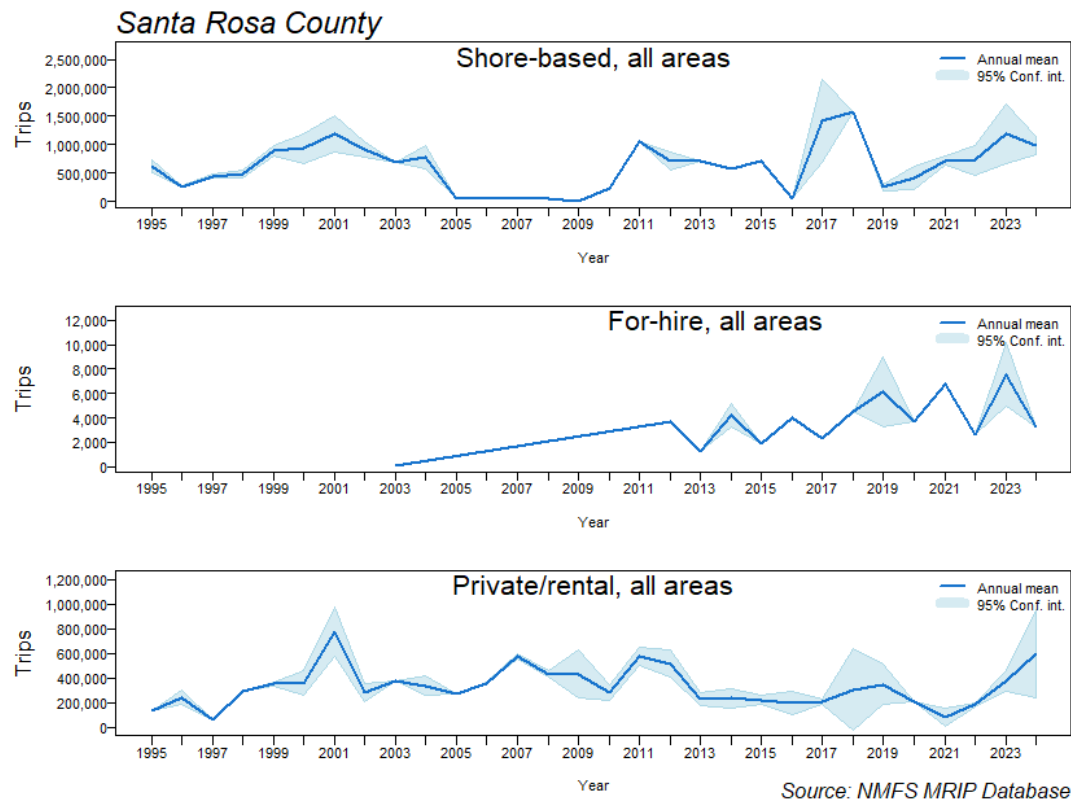 Santa Rosa County
Shore-based, all areas
Annual mean
95% Conf. int.
Trips
2,500,000
2,000,000
1,500,000
1,000,000
500,000
0
1995 1997 1999 2001 2003 2005 2007 2009 2011 2013 2015 2017 2019 2021 2023
Year
For-hire, all areas
Annual mean
95% Conf. int.
Trips
12,000
10,000
8,000
6,000
4,000
2,000
0
1995 1997 1999 2001 2003 2005 2007 2009 2011 2013 2015 2017 2019 2021 2023
Year
Private/rental, all areas
Annual mean
95% Conf. int.
Trips
1,200,000
1,000,000
800,000
600,000
400,000
200,000
0
1995 1997 1999 2001 2003 2005 2007 2009 2011 2013 2015 2017 2019 2021 2023
Year
Source: NMFS MRIP Database